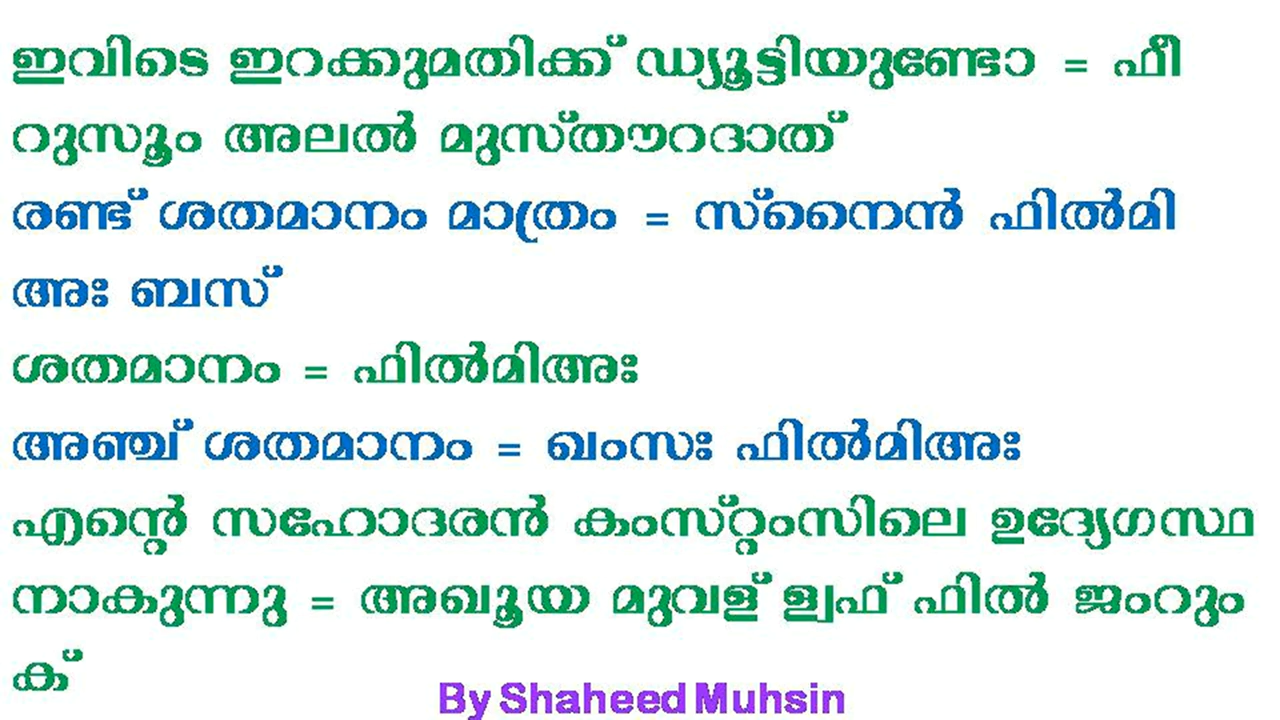 ഇവിടെ ഇറക്കുമതിക്ക് ഡ്യൂട്ടിയുണ്ടോ = ഫീ
റുസൂം അലൽ മുസ്തൗറദാത്
രണ്ട് ശതമാനം മാത്രം = സ്നൈൻ ഫിൽമി
അഃ ബസ്
ശതമാനം = ഫിൽമിഅഃ
അഞ്ച് ശതമാനം = ഖംസഃ ഫിൽമിഅഃ
എന്റെ സഹോദരൻ കംസ്റ്റംസിലെ ഉദ്യേഗസ്ഥ
നാകുന്നു = അഖൂയ മുവള് ള്വഫ് ഫിൽ ജംറും
ക്
By Shaheed Muhsin